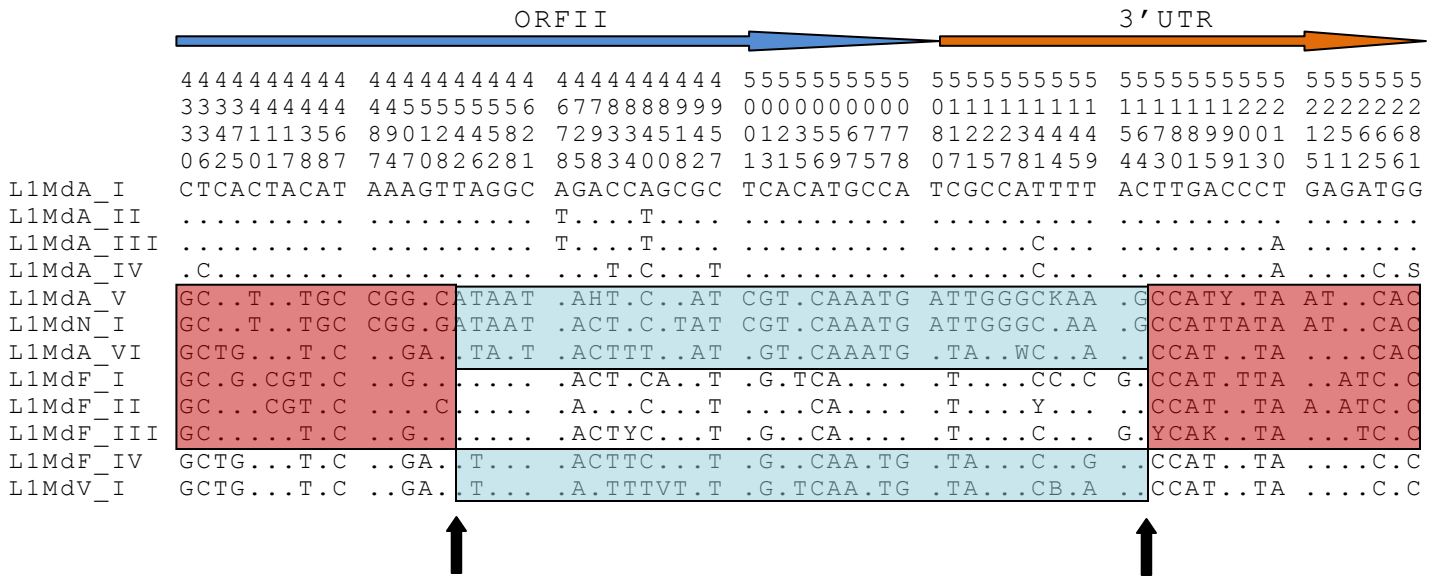 ORFII 3’UTR
4444444444 4444444444 4444444444 5555555555 5555555555 5555555555 5555555
3333444444 4455555556 6778888999 0000000000 0111111111 1111111222 2222222
3347111356 8901244582 7293345145 0123556777 8122234444 5678899001 1256668
0625017887 7470826281 8583400827 1315697578 0715781459 4430159130 5112561
L1MdA_I CTCACTACAT AAAGTTAGGC AGACCAGCGC TCACATGCCA TCGCCATTTT ACTTGACCCT GAGATGG
L1MdA_II .......... .......... T....T.... .......... .......... .......... .......
L1MdA_III .......... .......... T....T.... .......... ......C... .........A .......
L1MdA_IV .C........ .......... ...T.C...T .......... ......C... .........A ....C.S
L1MdA_V GC..T..TGC CGG.CATAAT .AHT.C..AT CGT.CAAATG ATTGGGCKAA .GCCATY.TA AT..CAC
L1MdN_I GC..T..TGC CGG.GATAAT .ACT.C.TAT CGT.CAAATG ATTGGGC.AA .GCCATTATA AT..CAC
L1MdA_VI GCTG...T.C ..GA..TA.T .ACTTT..AT .GT.CAAATG .TA..WC..A ..CCAT..TA ....CAC
L1MdF_I GC.G.CGT.C ..G....... .ACT.CA..T .G.TCA.... .T....CC.C G.CCAT.TTA ..ATC.C
L1MdF_II GC...CGT.C ....C..... .A...C...T ....CA.... .T....Y... ..CCAT..TA A.ATC.C
L1MdF_III GC.....T.C ..G....... .ACTYC...T .G..CA.... .T....C... G.YCAK..TA ...TC.C
L1MdF_IV GCTG...T.C ..GA..T... .ACTTC...T .G..CAA.TG .TA...C..G ..CCAT..TA ....C.C
L1MdV_I GCTG...T.C ..GA..T... .A.TTTVT.T .G.TCAA.TG .TA...CB.A ..CCAT..TA ....C.C